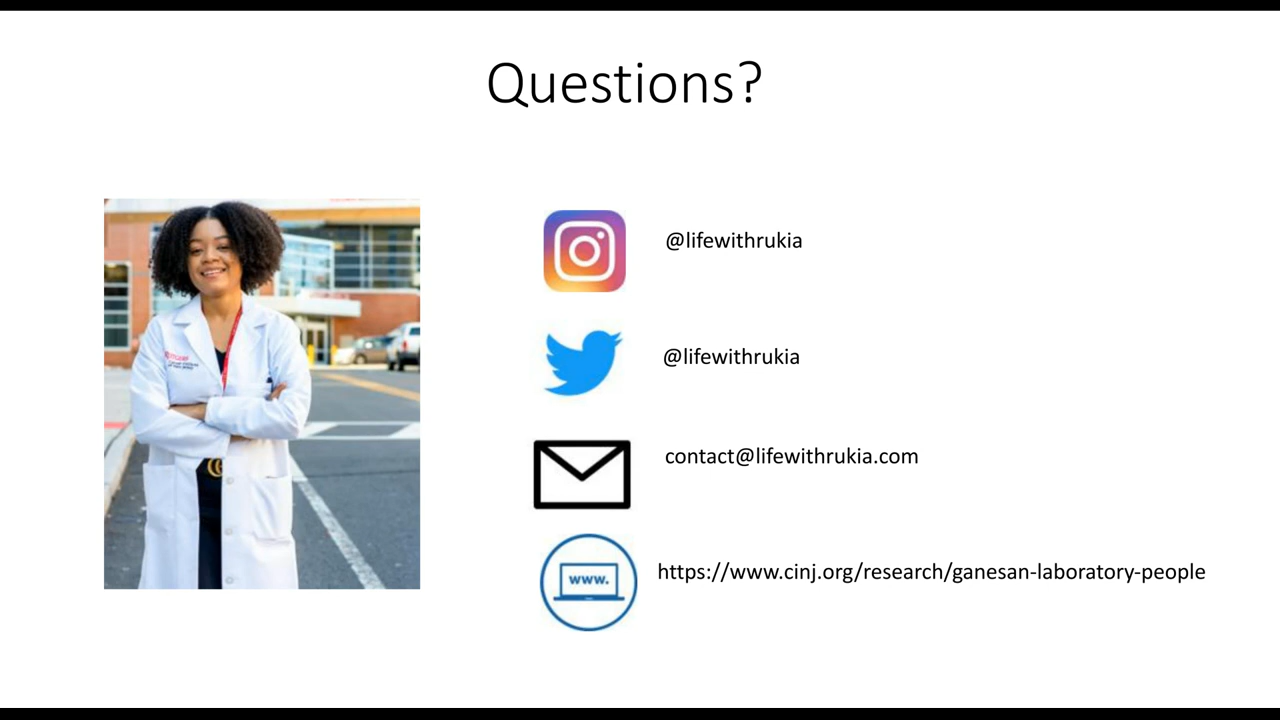 Questions?
@lifewithrukia
@lifewithrukia
contact@lifewithrukia.com
www.
https://www.cinj.org/research/ganesan-laboratory-people